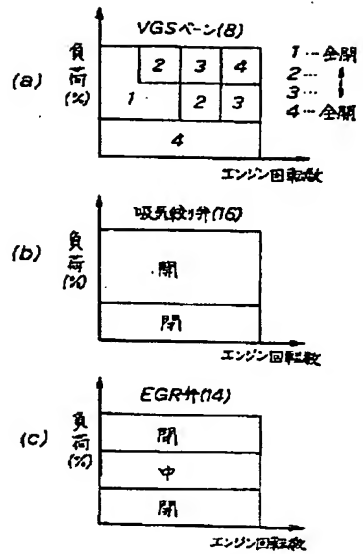 VGSベーン(8)
(a)
負荷(%)
2 3 4
1 2 3
4
エンジン回転数
1… 全閉
2…
3…
4… 全開
吸気絞り弁(16)
(b)
負荷(%)
開
閉
エンジン回転数
EGR弁(14)
(c)
負荷(%)
閉
中
エンジン回転数